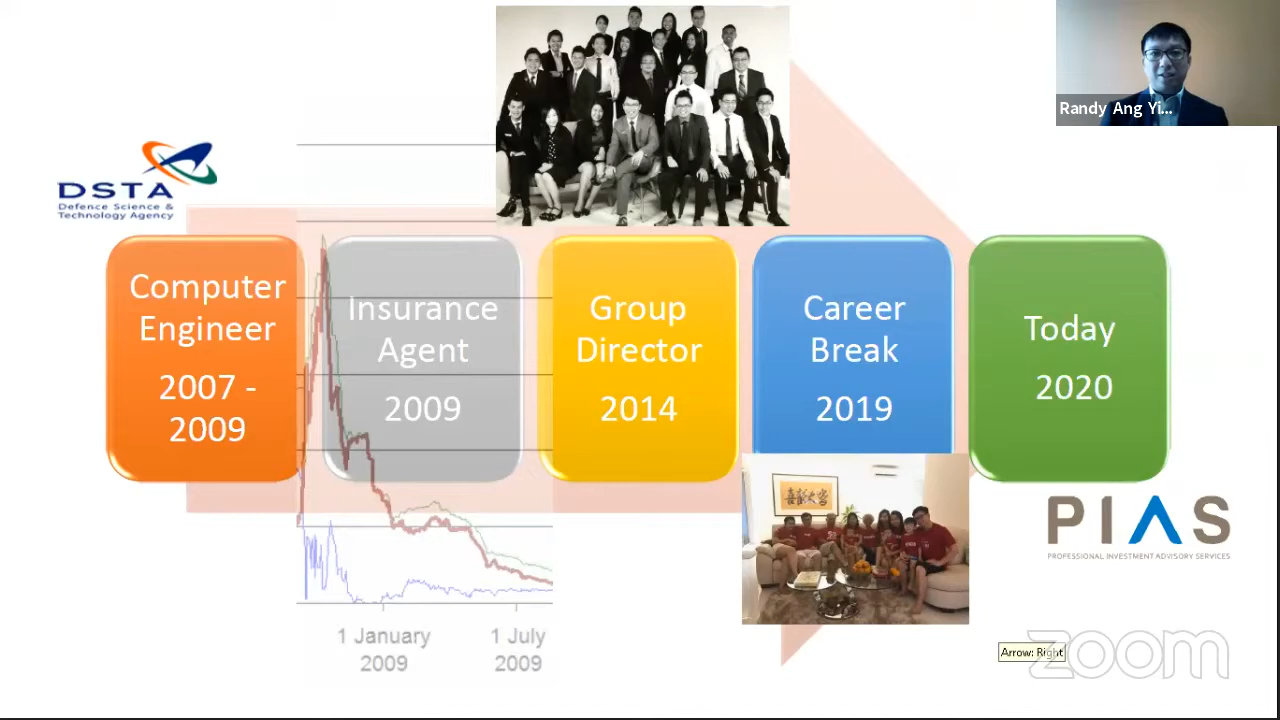 Randy Ang Yi...
DSTA
Defence Science &
Technology Agency
Computer
Engineer
2007 -
2009
Insurance
Agent
2009
Group
Director
2014
Career
Break
2019
Today
2020
PIAS
PROFESSIONAL INVESTMENT ADVISORY SERVICES
1 January
2009
1 July
2009
Arrow: Right
zoom